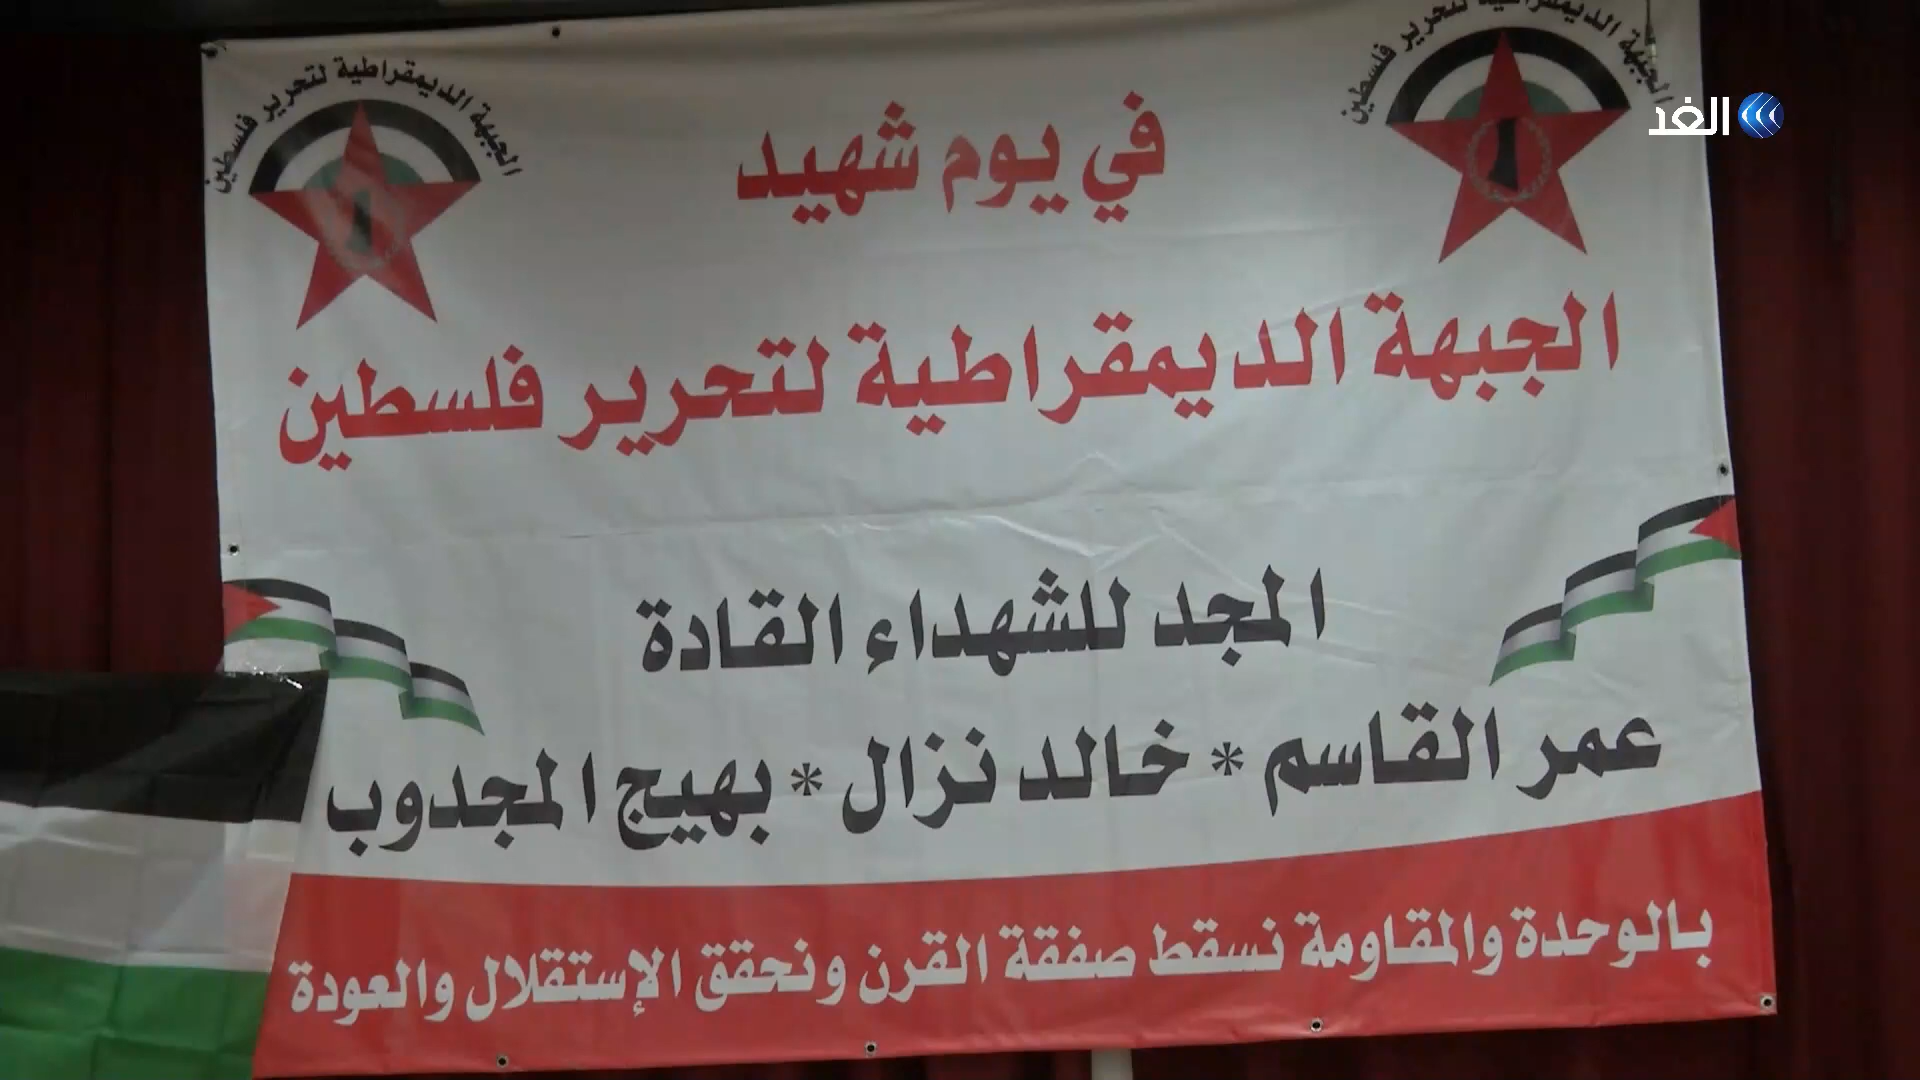 الجبهة الديمقراطية لتحرير فلسطين
الجبهة الديمقراطية لتحرير فلسطين
الغد
في يوم شهيد
الجبهة الديمقراطية لتحرير فلسطين
المجد للشهداء القادة
عمر القاسم * خالد نزال * بهيج المجدوب
بالوحدة والمقاومة نسقط صفقة القرن ونحقق الإستقلال والعودة